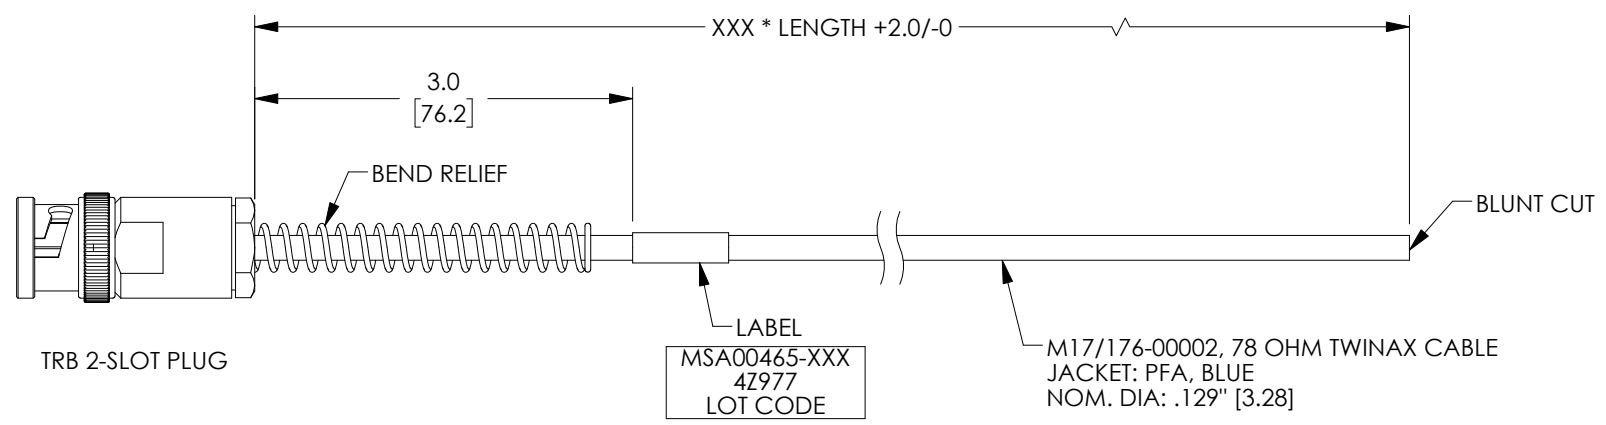 XXX * LENGTH +2.0/-0
3.0
[76.2]
BEND RELIEF
BLUNT CUT
TRB 2-SLOT PLUG
LABEL
MSA00465-XXX
4Z977
LOT CODE
M17/176-00002, 78 OHM TWINAX CABLE
JACKET: PFA, BLUE
NOM. DIA: .129" [3.28]